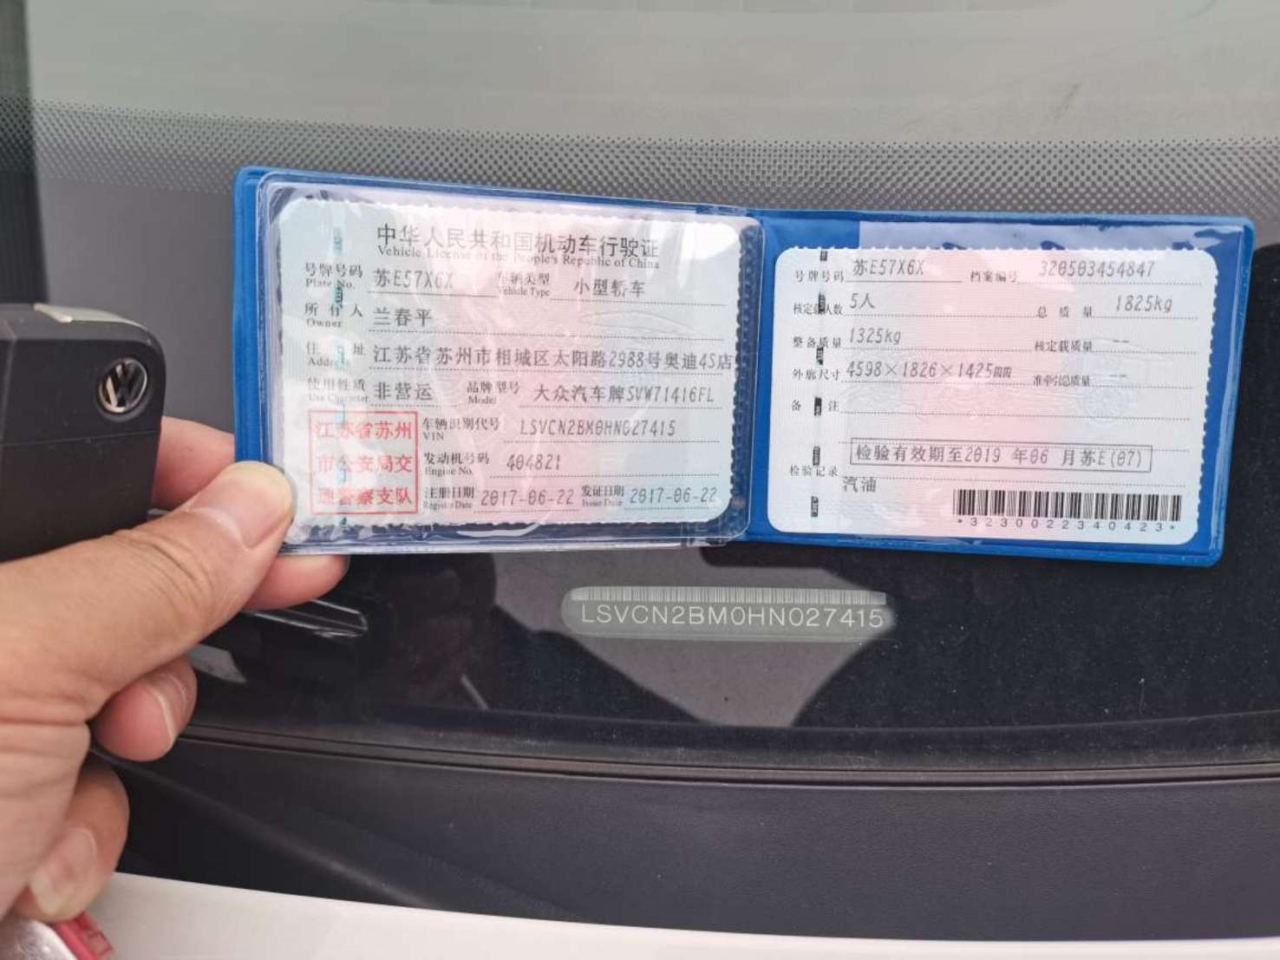 中华人民共和国机动车行驶证
Vehicle License of the People's Republic of China
号牌号码 苏E57X6X 车辆类型 小型轿车
Plate No. Vehicle Type
所有人 兰春平
Owner
住址 江苏省苏州市相城区太阳路2988号奥迪4S店
Address
使用性质 非营运 品牌型号 大众汽车牌SVW71416FL
Use Character Model
江苏省苏州
市公安局交
通警察支队
车辆识别代号 LSVCN2BM0HN027415
VIN
发动机号码 404821
Engine No.
注册日期 2017-06-22 发证日期 2017-06-22
Register Date Issue Date
号牌号码 苏E57X6X 档案编号 320503454847
核定载人数 5人 总质量 1825kg
整备质量 1325kg 核定载质量 --
外廓尺寸 4598×1826×1425mm 准牵引总质量 --
备注
检验有效期至2019年06月苏E(07)
检验记录
汽油
*3230022340423*
LSVCN2BM0HN027415